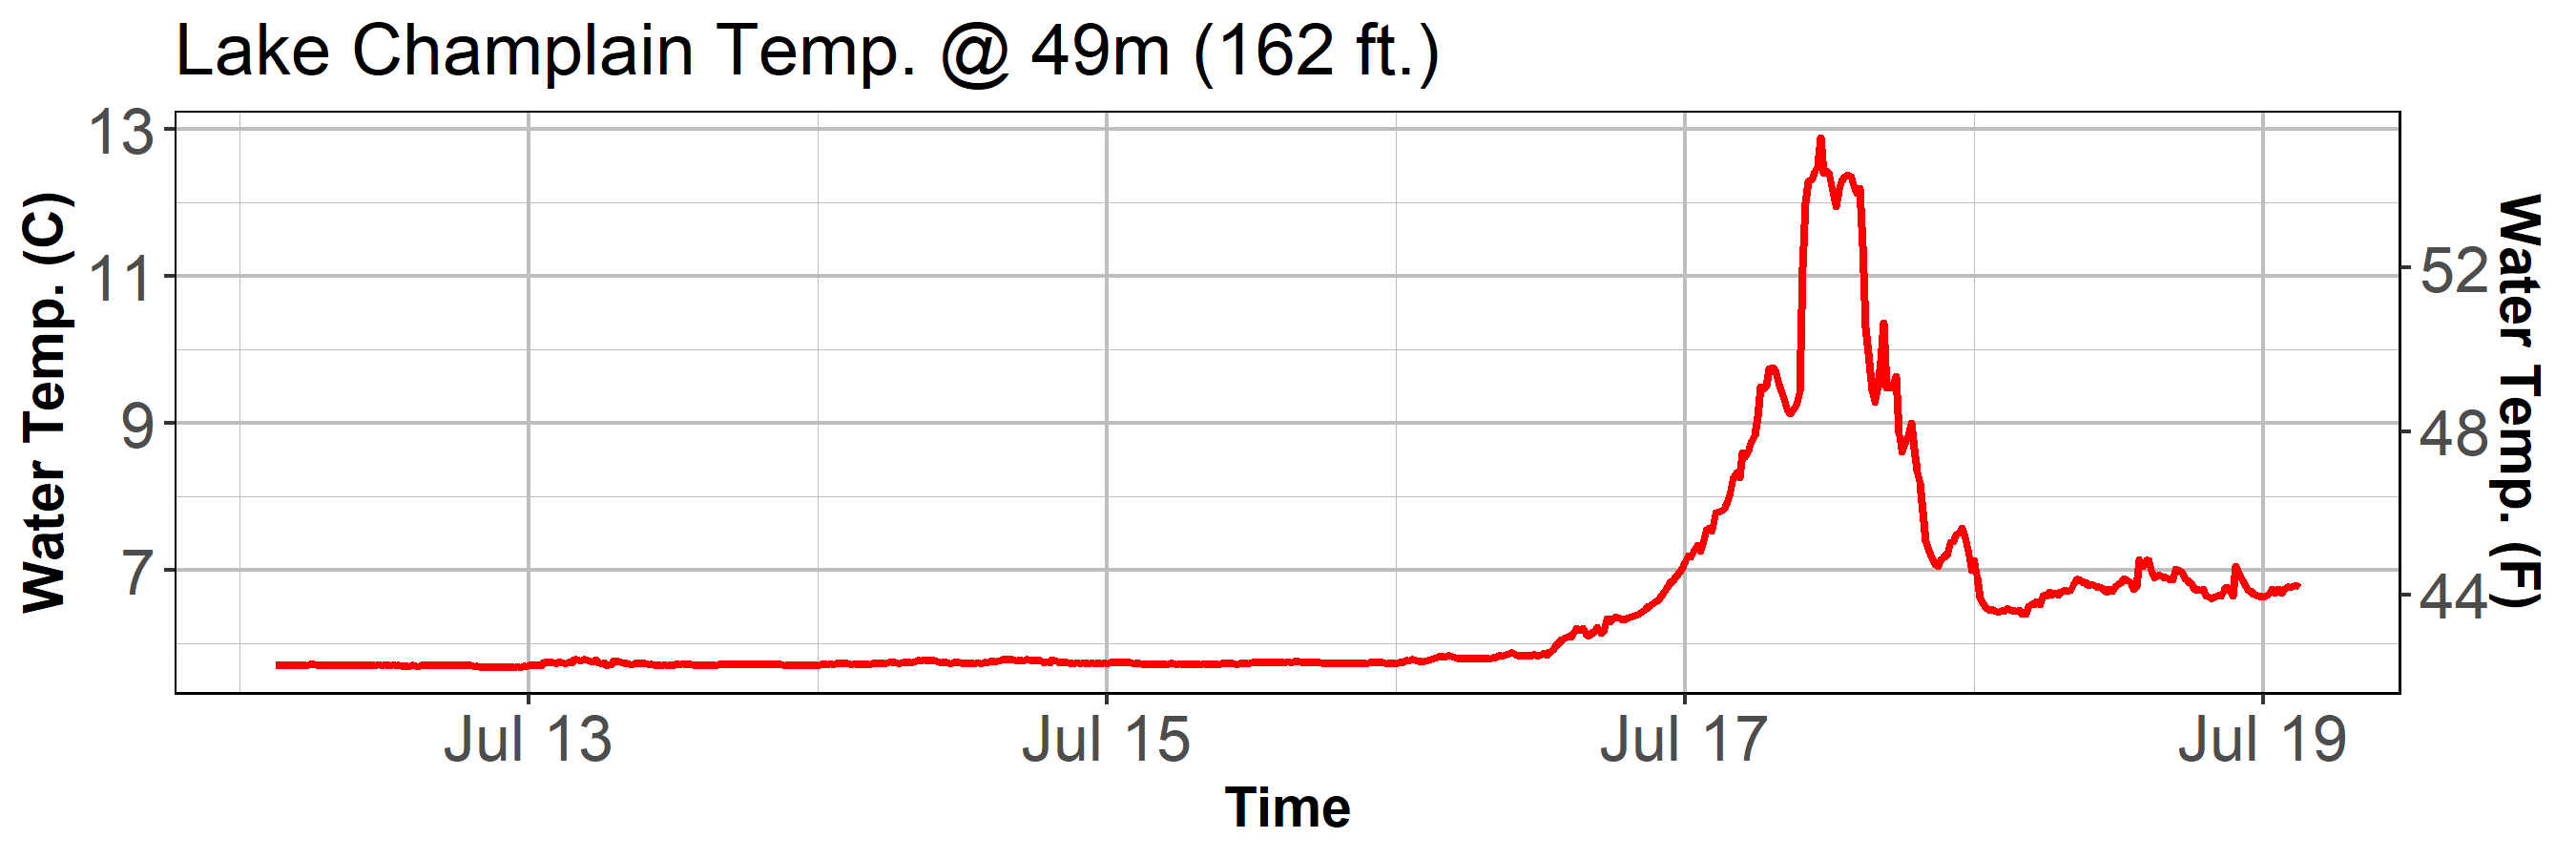 Lake Champlain Temp. @ 49m (162 ft.)
Water Temp. (C)
13
11
9
7
52
48
44
Water Temp. (F)
Jul 13
Jul 15
Jul 17
Jul 19
Time